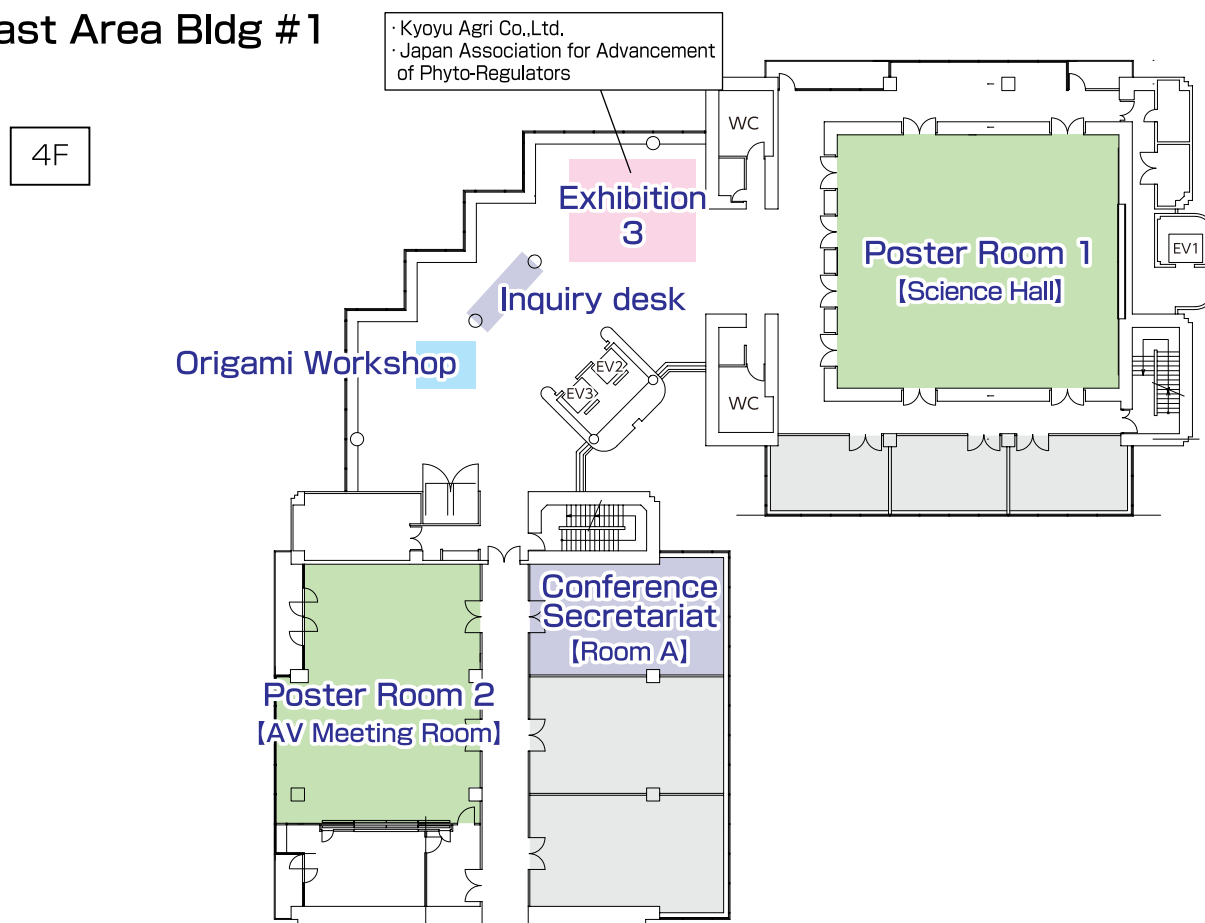 ast Area Bldg #1
· Kyoyu Agri Co.,Ltd.
· Japan Association for Advancement
of Phyto-Regulators
4F
WC
Exhibition
3
Poster Room 1
【Science Hall】
EV1
Inquiry desk
Origami Workshop
EV2
EV3
WC
Conference
Secretariat
【Room A】
Poster Room 2
【AV Meeting Room】